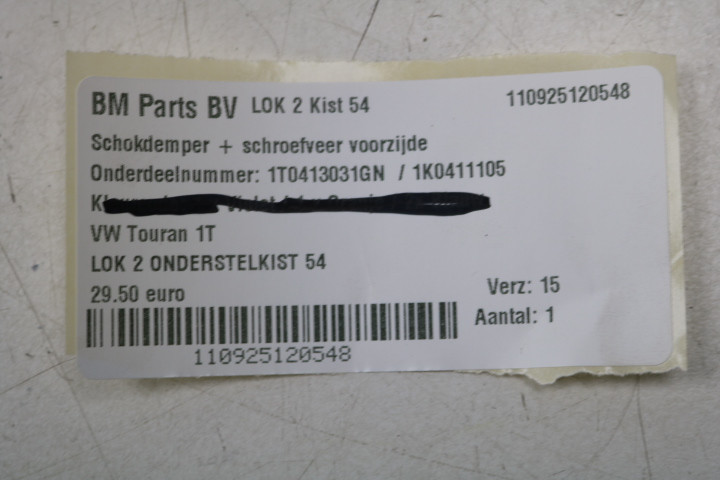 BM Parts BV LOK 2 Kist 54 110925120548
Schokdemper + schroefveer voorzijde
Onderdeelnummer: 1T0413031GN / 1K0411105
VW Touran 1T
LOK 2 ONDERSTELKIST 54
29.50 euro Verz: 15
Aantal: 1
110925120548